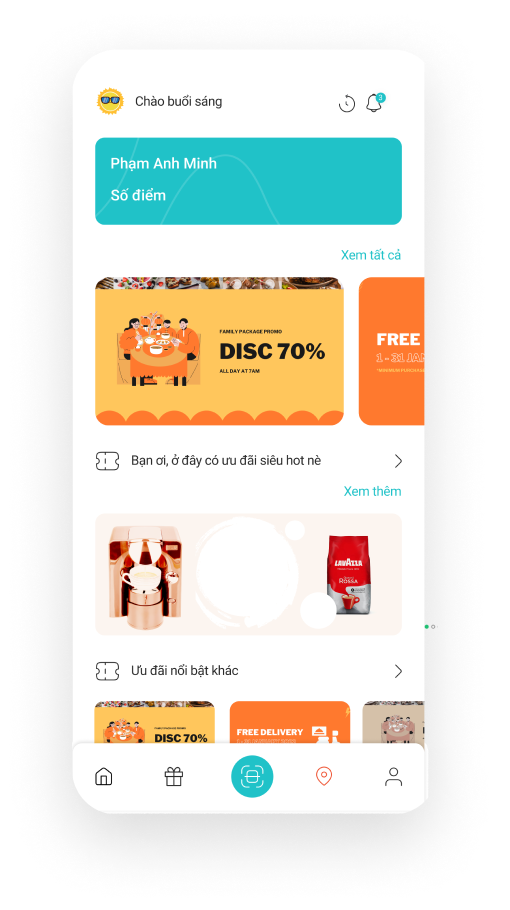 Chào buổi sáng
3
Phạm Anh Minh
Số điểm
Xem tất cả
FAMILY PACKAGE PROMO
DISC 70%
ALL DAY AT 7AM
FREE
1 - 31 JAN
*MINIMUM PURCHASE
Bạn ơi, ở đây có ưu đãi siêu hot nè
Xem thêm
LAVAZZA
ROSSA
Ưu đãi nổi bật khác
FAMILY PACKAGE PROMO
DISC 70%
FREE DELIVERY